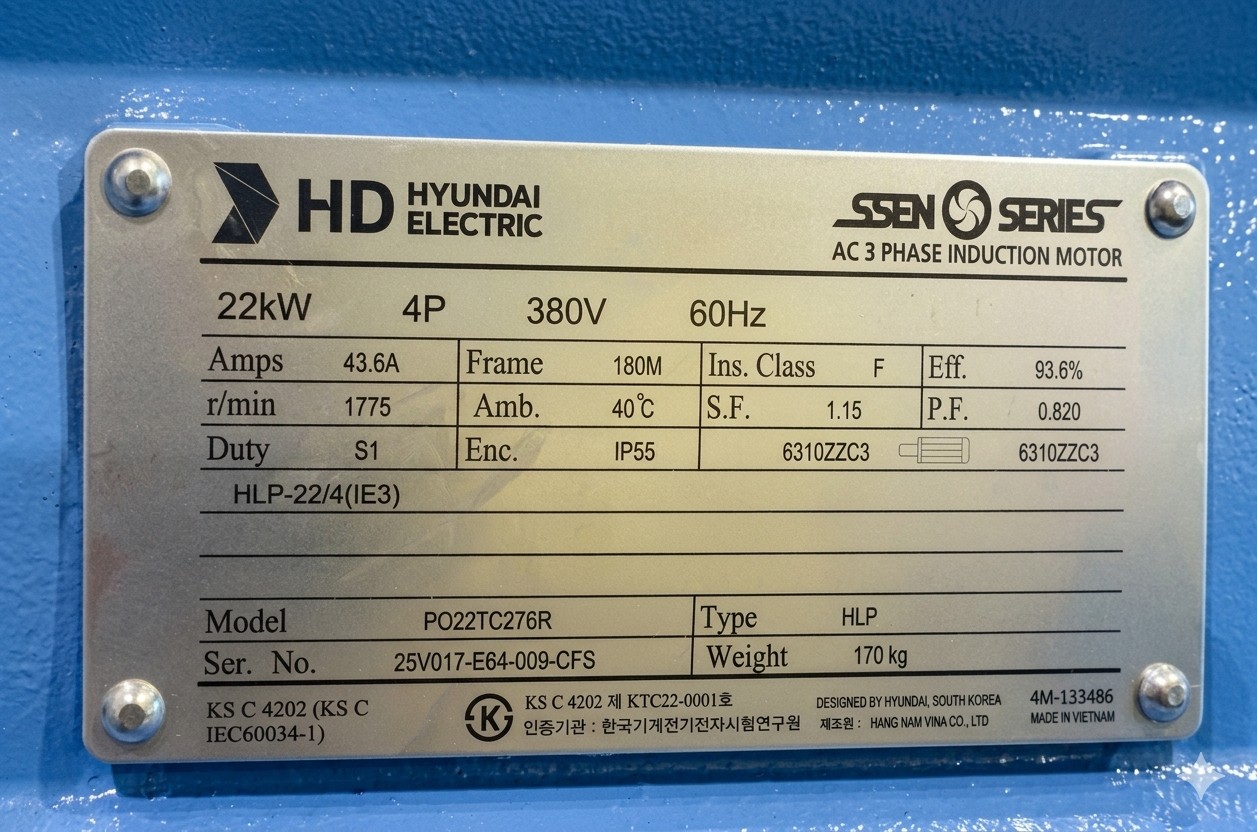 HD HYUNDAI ELECTRIC
SSEN SERIES
AC 3 PHASE INDUCTION MOTOR
22kW 4P 380V 60Hz
Amps 43.6A Frame 180M Ins. Class F Eff. 93.6%
r/min 1775 Amb. 40℃ S.F. 1.15 P.F. 0.820
Duty S1 Enc. IP55 6310ZZC3 6310ZZC3
HLP-22/4(IE3)
Model PO22TC276R Type HLP
Ser. No. 25V017-E64-009-CFS Weight 170 kg
KS C 4202 (KS C
IEC60034-1)
KS C 4202 제 KTC22-0001호
인증기관 : 한국기계전기전자시험연구원
DESIGNED BY HYUNDAI, SOUTH KOREA
제조원 : HANG NAM VINA CO., LTD
4M-133486
MADE IN VIETNAM